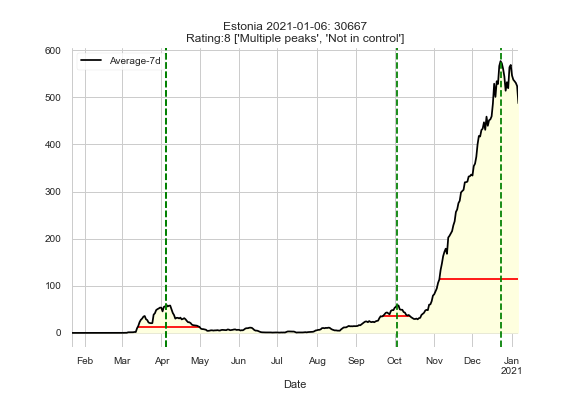 Estonia 2021-01-06: 30667
Rating:8 ['Multiple peaks', 'Not in control']
Average-7d
600
500
400
300
200
100
0
Feb Mar Apr May Jun Jul Aug Sep Oct Nov Dec Jan
2021
Date